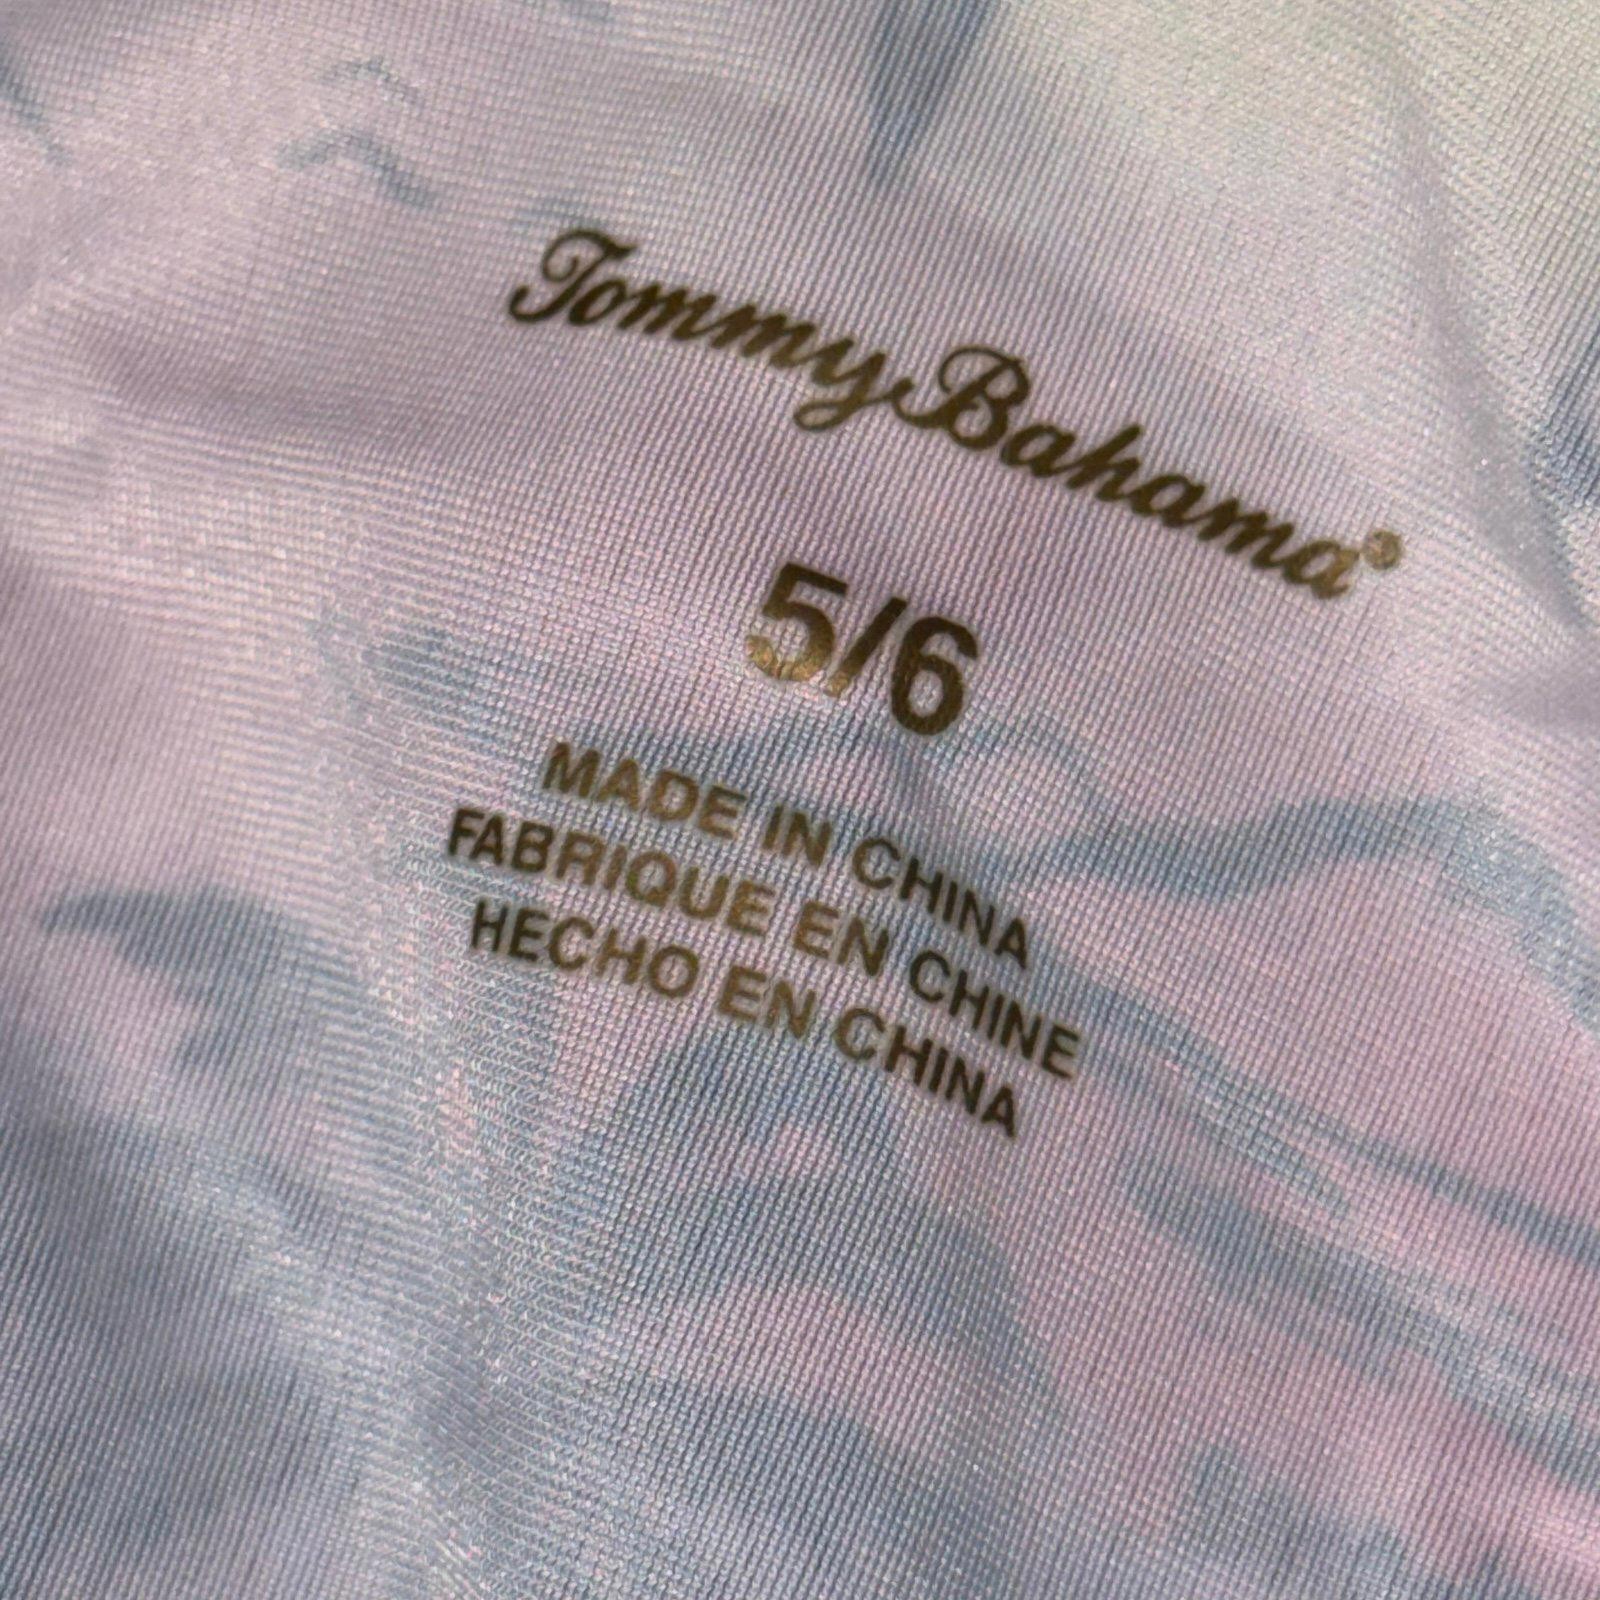 Tommy Bahama®
5/6
MADE IN CHINA
FABRIQUE EN CHINE
HECHO EN CHINA